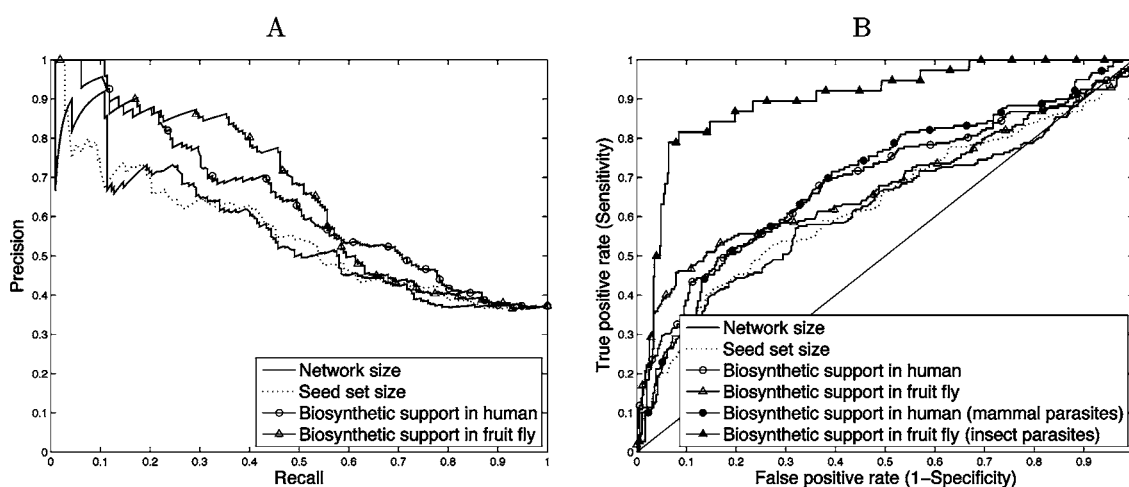 A
1
0.9
0.8
0.7
0.6
0.5
0.4
0.3
0.2
0.1
0
Precision
0 0.1 0.2 0.3 0.4 0.5 0.6 0.7 0.8 0.9 1
Recall
Network size
Seed set size
Biosynthetic support in human
Biosynthetic support in fruit fly
B
1
0.9
0.8
0.7
0.6
0.5
0.4
0.3
0.2
0.1
0
True positive rate (Sensitivity)
0 0.1 0.2 0.3 0.4 0.5 0.6 0.7 0.8 0.9
False positive rate (1−Specificity)
Network size
Seed set size
Biosynthetic support in human
Biosynthetic support in fruit fly
Biosynthetic support in human (mammal parasites)
Biosynthetic support in fruit fly (insect parasites)